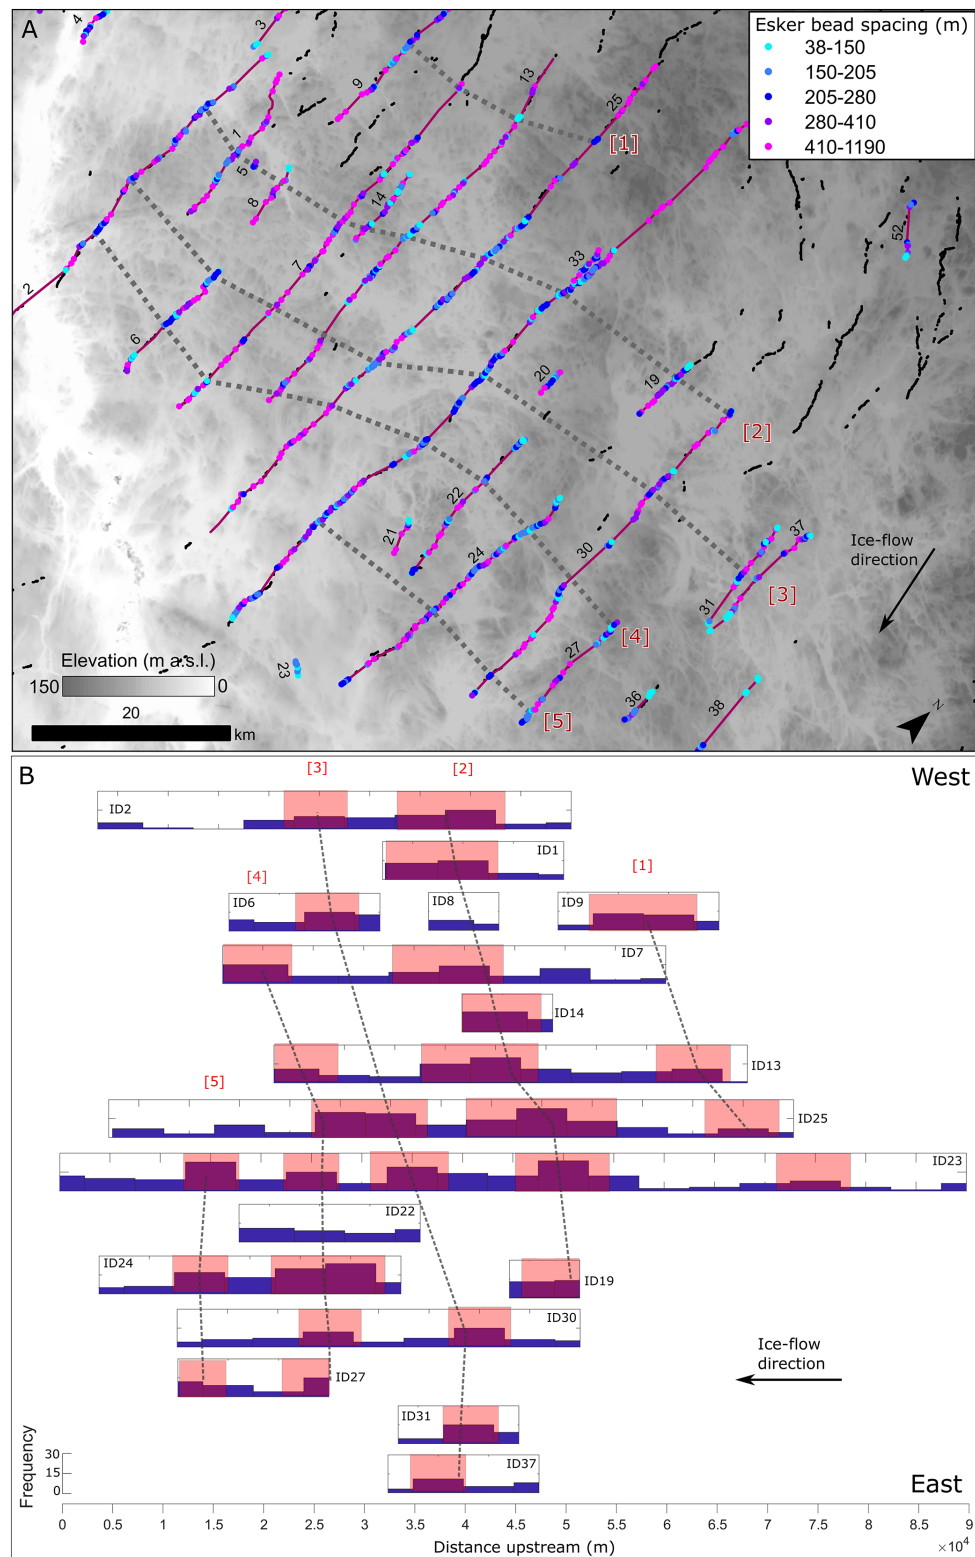 A
Esker bead spacing (m)
38-150
150-205
205-280
280-410
410-1190
4
3
9
13
25
[1]
1
5
8
14
52
2
7
33
6
20
19
[2]
22
21
24
30
37
Ice-flow
direction
31
[3]
23
27
[4]
36
38
[5]
Elevation (m a.s.l.)
150
0
20
km
N
B
[3]
[2]
West
ID2
ID1
[4]
[1]
ID6
ID8
ID9
ID7
ID14
ID13
[5]
ID25
ID23
ID22
ID24
ID19
ID30
Ice-flow
direction
ID27
ID31
ID37
Frequency
30
15
0
East
0 0.5 1 1.5 2 2.5 3 3.5 4 4.5 5 5.5 6 6.5 7 7.5 8 8.5 9
×10⁴
Distance upstream (m)